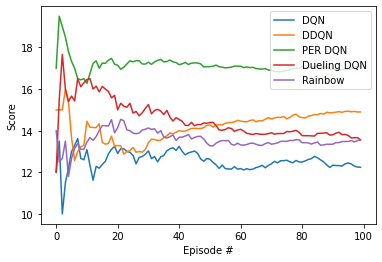 DQN
DDQN
PER DQN
Dueling DQN
Rainbow
Score
18
16
14
12
10
0 20 40 60 80 100
Episode #